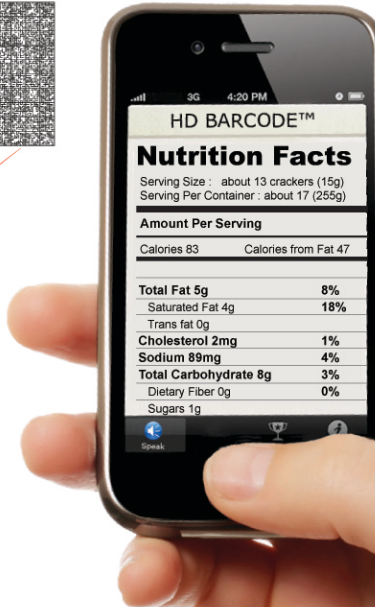 3G 4:20 PM
HD BARCODE™
Nutrition Facts
Serving Size : about 13 crackers (15g)
Serving Per Container : about 17 (255g)
Amount Per Serving
Calories 83 Calories from Fat 47
Total Fat 5g 8%
Saturated Fat 4g 18%
Trans fat 0g
Cholesterol 2mg 1%
Sodium 89mg 4%
Total Carbohydrate 8g 3%
Dietary Fiber 0g 0%
Sugars 1g
Speak